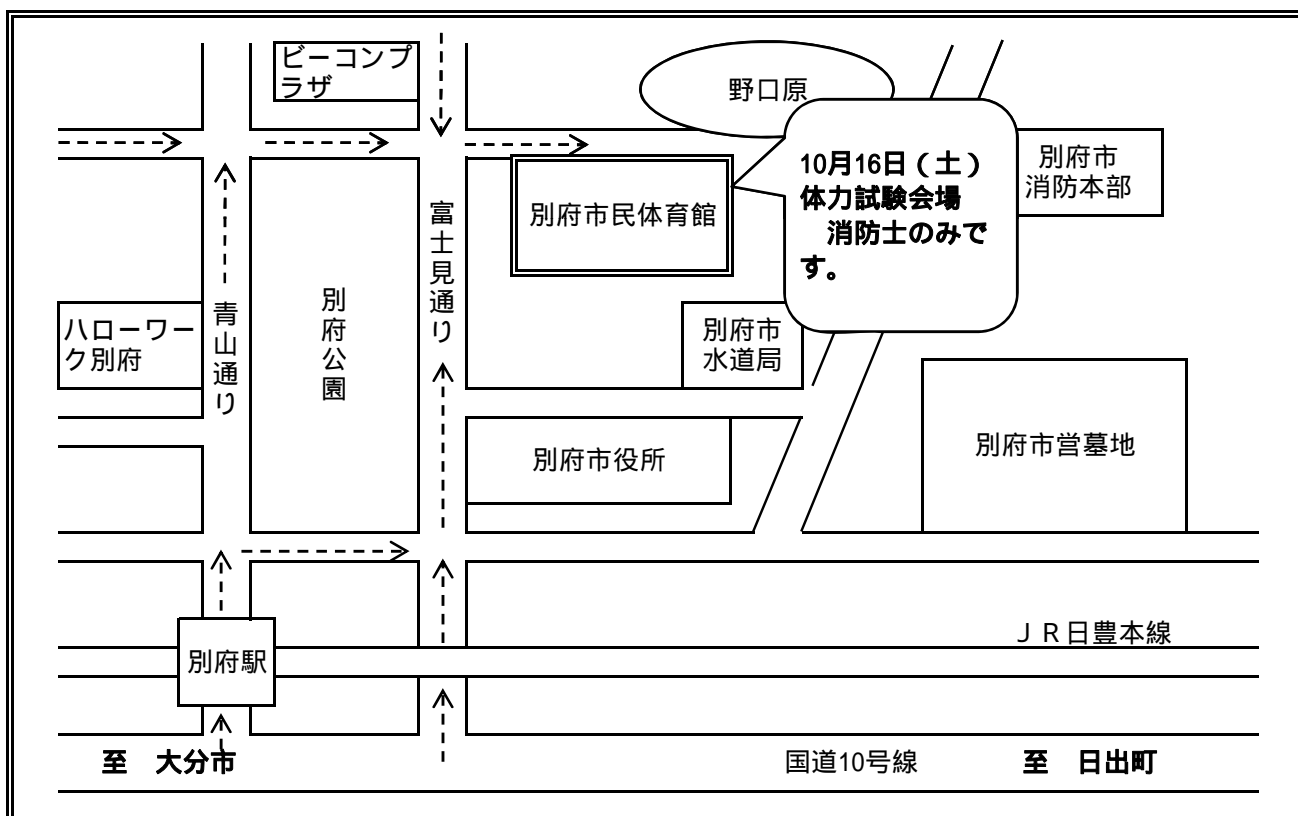 ビーコンプ
ラザ
野口原
10月16日（土）
体力試験会場
　消防士のみで
す。
別府市
消防本部
別府市民体育館
富士見通り
ハローワー
ク別府
青山通り
別府公園
別府市
水道局
別府市役所
別府市営墓地
ＪＲ日豊本線
別府駅
至　大分市
国道10号線
至　日出町